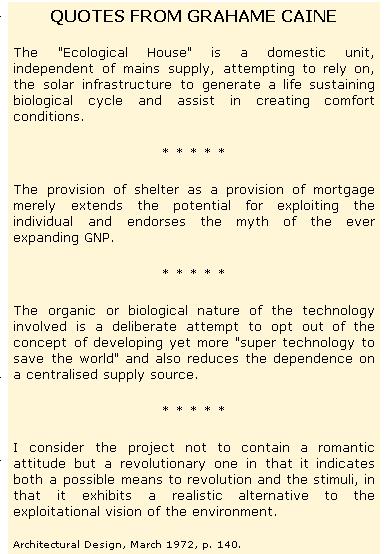 QUOTES FROM GRAHAME CAINE
The "Ecological House" is a domestic unit,
independent of mains supply, attempting to rely on,
the solar infrastructure to generate a life sustaining
biological cycle and assist in creating comfort
conditions.
* * * * *
The provision of shelter as a provision of mortgage
merely extends the potential for exploiting the
individual and endorses the myth of the ever
expanding GNP.
* * * * *
The organic or biological nature of the technology
involved is a deliberate attempt to opt out of the
concept of developing yet more "super technology to
save the world" and also reduces the dependence on
a centralised supply source.
* * * * *
I consider the project not to contain a romantic
attitude but a revolutionary one in that it indicates
both a possible means to revolution and the stimuli, in
that it exhibits a realistic alternative to the
exploitational vision of the environment.
Architectural Design, March 1972, p. 140.